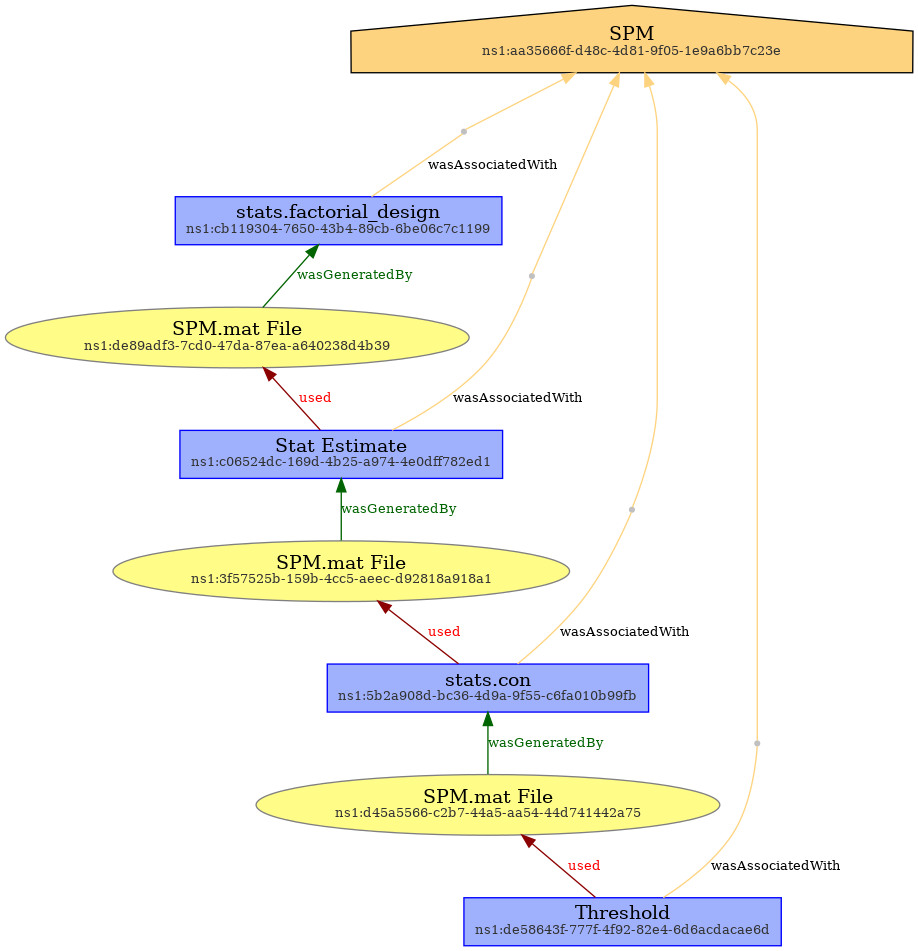 SPM
ns1:aa35666f-d48c-4d81-9f05-1e9a6bb7c23e
wasAssociatedWith
stats.factorial_design
ns1:cb119304-7650-43b4-89cb-6be06c7c1199
wasGeneratedBy
SPM.mat File
ns1:de89adf3-7cd0-47da-87ea-a640238d4b39
used
wasAssociatedWith
Stat Estimate
ns1:c06524dc-169d-4b25-a974-4e0dff782ed1
wasGeneratedBy
SPM.mat File
ns1:3f57525b-159b-4cc5-aeec-d92818a918a1
used
wasAssociatedWith
stats.con
ns1:5b2a908d-bc36-4d9a-9f55-c6fa010b99fb
wasGeneratedBy
SPM.mat File
ns1:d45a5566-c2b7-44a5-aa54-44d741442a75
used
wasAssociatedWith
Threshold
ns1:de58643f-777f-4f92-82e4-6d6acdacae6d